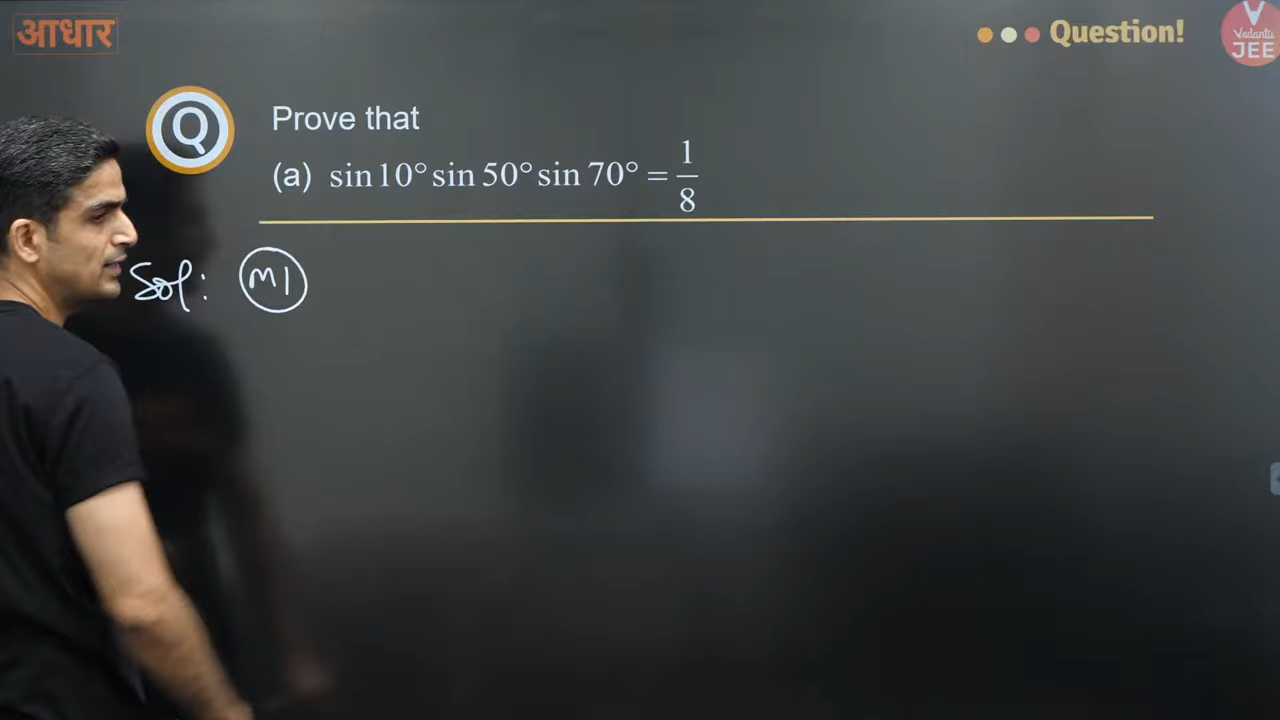 आधार
Question!
Vedantu
JEE
Q
Prove that
(a) sin 10° sin 50° sin 70° = 1/8
Sol: M1